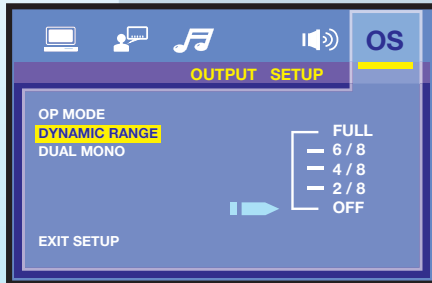 OS
OUTPUT SETUP
OP MODE
DYNAMIC RANGE
DUAL MONO
FULL
6 / 8
4 / 8
2 / 8
OFF
EXIT SETUP